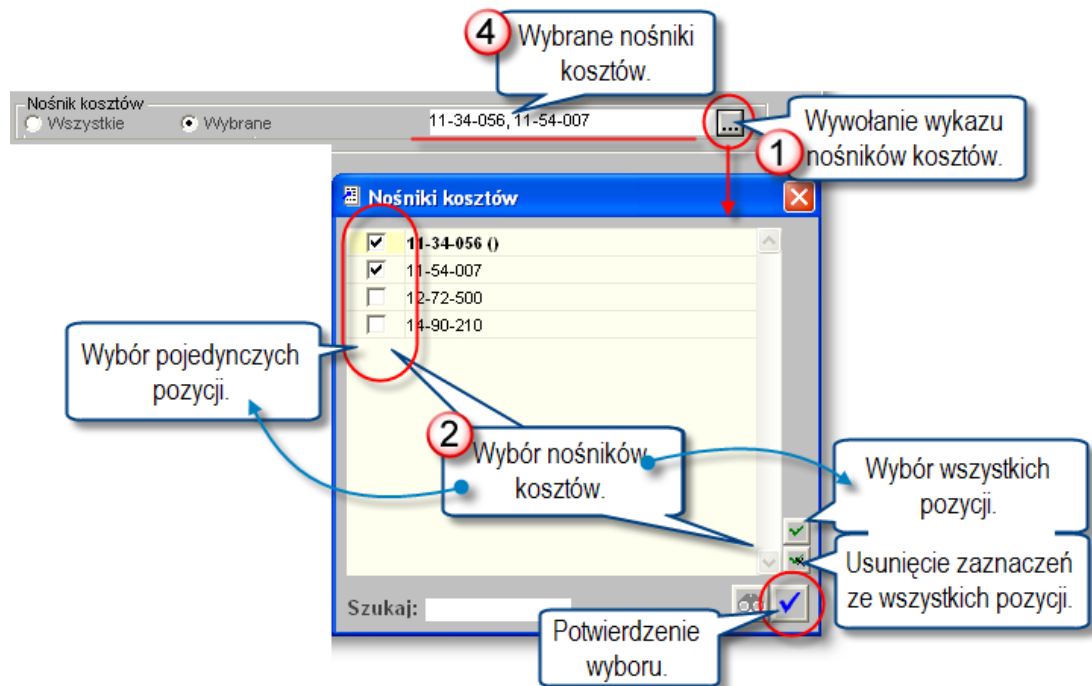 4 Wybrane nośniki
kosztów.
Nośnik kosztów
Wszystkie Wybrane 11-34-056, 11-54-007 ...
1 Wywołanie wykazu
nośników kosztów.
Nośniki kosztów
11-34-056 ()
11-54-007
12-72-500
14-90-210
Wybór pojedynczych
pozycji.
2 Wybór nośników
kosztów.
Wybór wszystkich
pozycji.
Usunięcie zaznaczeń
ze wszystkich pozycji.
Szukaj:
Potwierdzenie
wyboru.